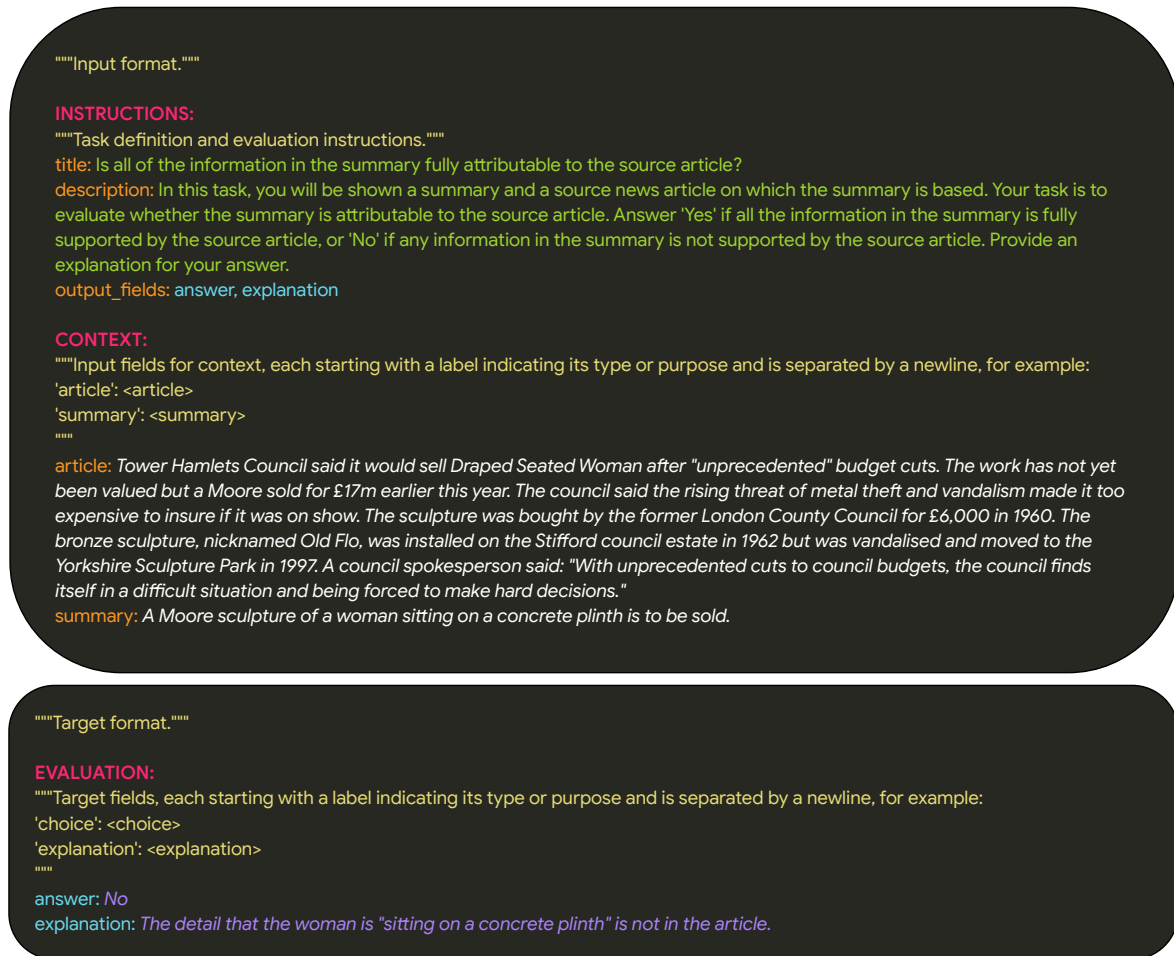 """Input format."""
INSTRUCTIONS:
"""Task definition and evaluation instructions."""
title: Is all of the information in the summary fully attributable to the source article?
description: In this task, you will be shown a summary and a source news article on which the summary is based. Your task is to
evaluate whether the summary is attributable to the source article. Answer 'Yes' if all the information in the summary is fully
supported by the source article, or 'No' if any information in the summary is not supported by the source article. Provide an
explanation for your answer.
output_fields: answer, explanation
CONTEXT:
"""Input fields for context, each starting with a label indicating its type or purpose and is separated by a newline, for example:
'article': <article>
'summary': <summary>
"""
article: Tower Hamlets Council said it would sell Draped Seated Woman after "unprecedented" budget cuts. The work has not yet
been valued but a Moore sold for £17m earlier this year. The council said the rising threat of metal theft and vandalism made it too
expensive to insure if it was on show. The sculpture was bought by the former London County Council for £6,000 in 1960. The
bronze sculpture, nicknamed Old Flo, was installed on the Stifford council estate in 1962 but was vandalised and moved to the
Yorkshire Sculpture Park in 1997. A council spokesperson said: "With unprecedented cuts to council budgets, the council finds
itself in a difficult situation and being forced to make hard decisions."
summary: A Moore sculpture of a woman sitting on a concrete plinth is to be sold.
"""Target format."""
EVALUATION:
"""Target fields, each starting with a label indicating its type or purpose and is separated by a newline, for example:
'choice': <choice>
'explanation': <explanation>
"""
answer: No
explanation: The detail that the woman is "sitting on a concrete plinth" is not in the article.